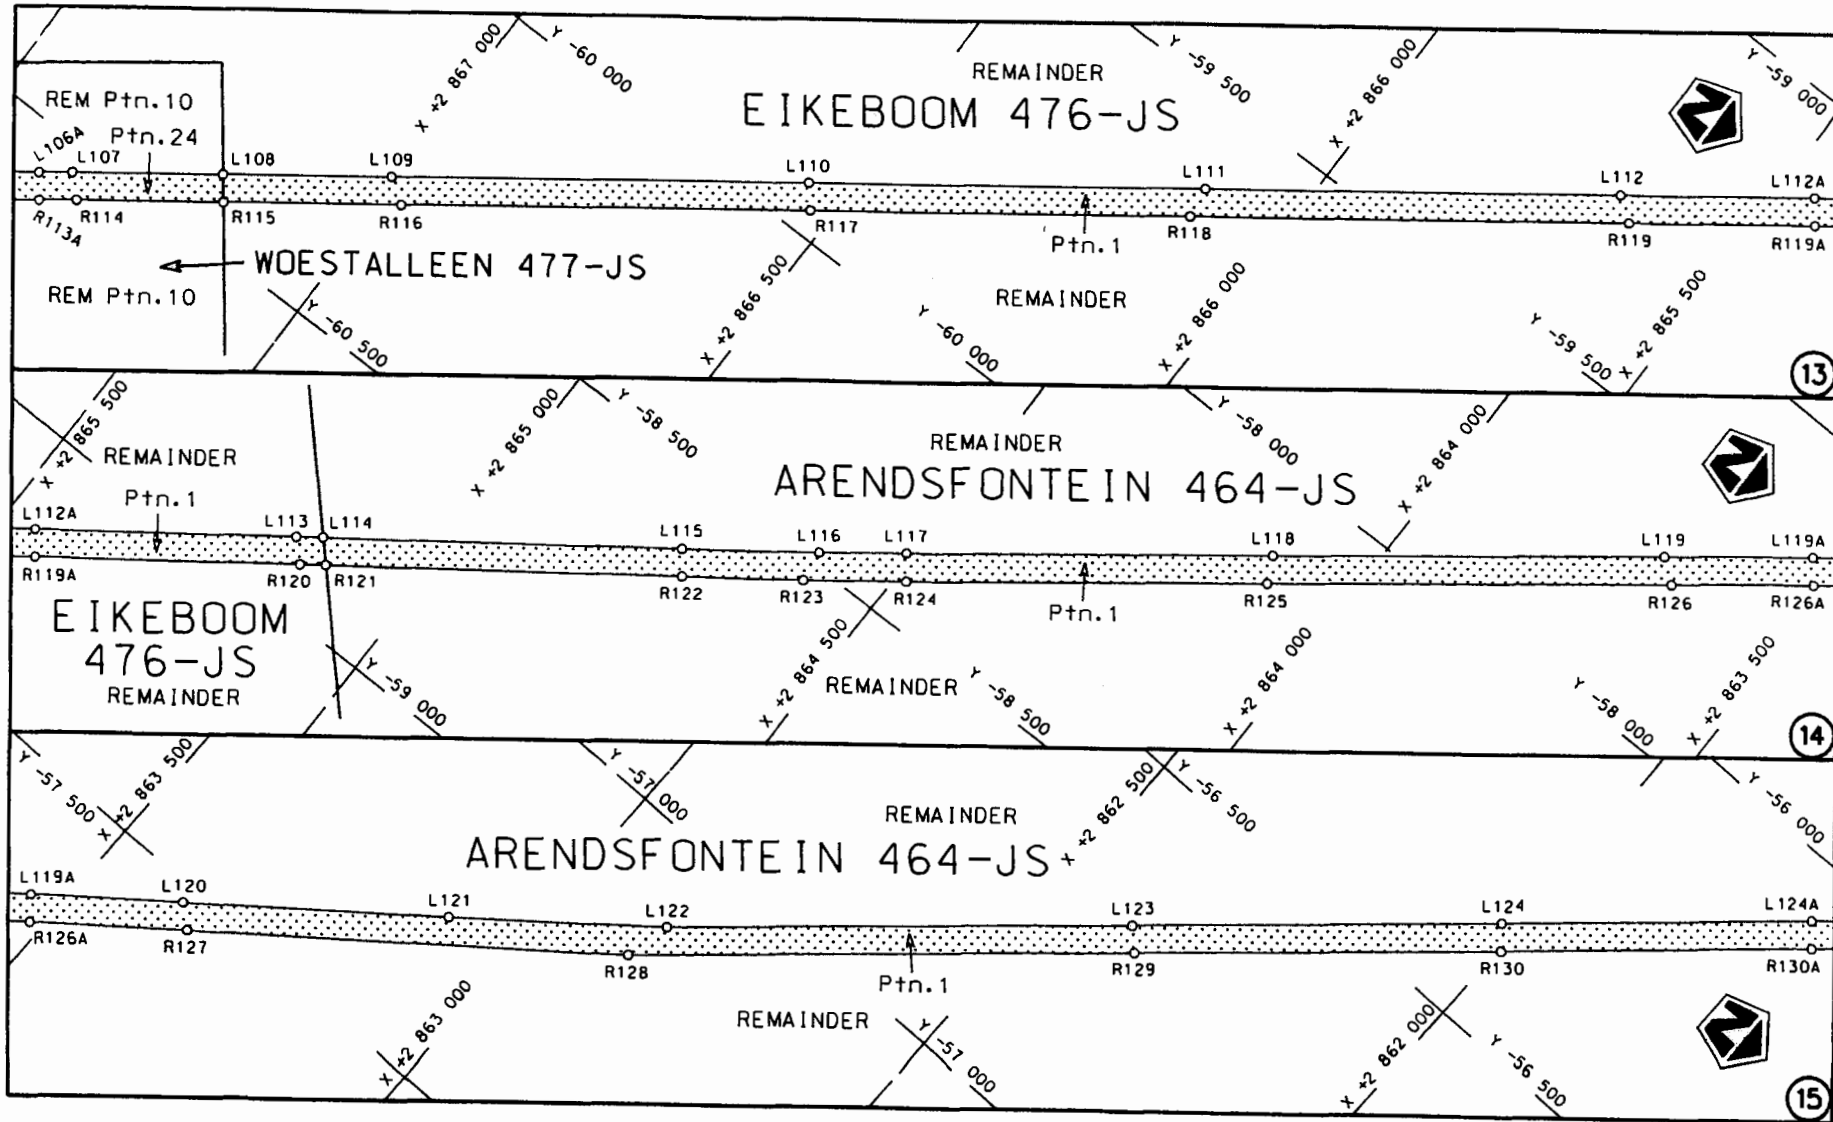 X +2 867 000
Y -60 000
REMAINDER
Y -59 500
X +2 866 000
Y -59 000
REM Ptn.10
EIKEBOOM 476-JS
Ptn.24
L106A
L107
L108
L109
L110
L111
L112
L112A
R113A
R114
R115
R116
R117
R118
R119
R119A
Ptn.1
WOESTALLEEN 477-JS
REM Ptn.10
REMAINDER
Y -60 500
X +2 866 500
Y -60 000
X +2 866 000
Y -59 500
X +2 865 500
13
X +2 865 500
X +2 865 000
Y -58 500
REMAINDER
Y -58 000
X +2 864 000
REMAINDER
ARENDSFONTEIN 464-JS
Ptn.1
L112A
L113
L114
L115
L116
L117
L118
L119
L119A
R119A
R120
R121
R122
R123
R124
R125
R126
R126A
Ptn.1
EIKEBOOM
476-JS
REMAINDER
Y -59 000
X +2 864 500
REMAINDER
Y -58 500
X +2 864 000
Y -58 000
X +2 863 500
14
Y -57 500
X +2 863 500
Y -57 000
REMAINDER
X +2 862 500
Y -56 500
Y -56 000
ARENDSFONTEIN 464-JS
L119A
L120
L121
L122
L123
L124
L124A
R126A
R127
R128
R129
R130
R130A
Ptn.1
REMAINDER
X +2 863 000
Y -57 000
X +2 862 000
Y -56 500
15